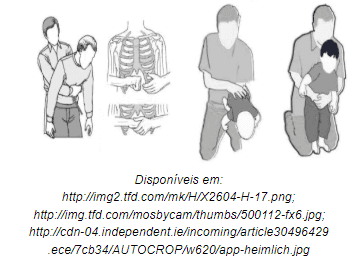 Disponíveis em:
http://img2.tfd.com/mk/H/X2604-H-17.png;
http://img.tfd.com/mosbycam/thumbs/500112-fx6.jpg;
http://cdn-04.independent.ie/incoming/article30496429
.ece/7cb34/AUTOCROP/w620/app-heimlich.jpg